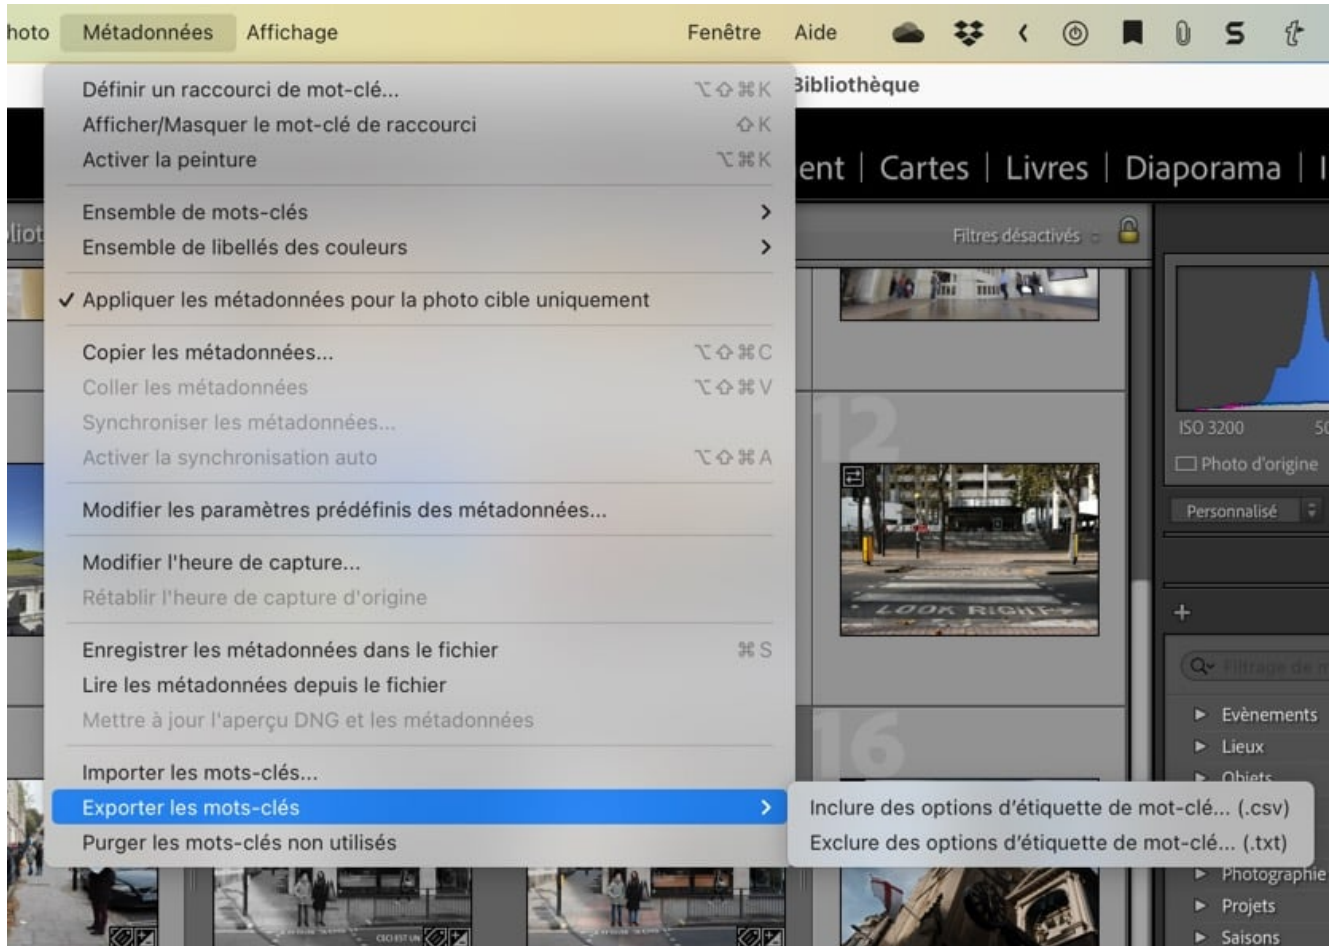 hoto Métadonnées Affichage Fenêtre Aide
Bibliothèque
Définir un raccourci de mot-clé... ⌥⇧⌘K
Afficher/Masquer le mot-clé de raccourci ⇧K
Activer la peinture ⌥⌘K
ent | Cartes | Livres | Diaporama | I
Ensemble de mots-clés
Ensemble de libellés des couleurs
liot
Filtres désactivés
✓ Appliquer les métadonnées pour la photo cible uniquement
Copier les métadonnées... ⌥⇧⌘C
Coller les métadonnées ⌥⇧⌘V
Synchroniser les métadonnées...
Activer la synchronisation auto ⌥⇧⌘A
Modifier les paramètres prédéfinis des métadonnées...
Modifier l'heure de capture...
Rétablir l'heure de capture d'origine
Enregistrer les métadonnées dans le fichier ⌘S
Lire les métadonnées depuis le fichier
Mettre à jour l'aperçu DNG et les métadonnées
Importer les mots-clés...
Exporter les mots-clés
Purger les mots-clés non utilisés
Inclure des options d'étiquette de mot-clé... (.csv)
Exclure des options d'étiquette de mot-clé... (.txt)
12
LOOK RIGHT
16
CECI EST UN
ISO 3200 50
Photo d'origine
Personnalisé
Filtrage de m
Evènements
Lieux
Objets
Photographie
Projets
Saisons